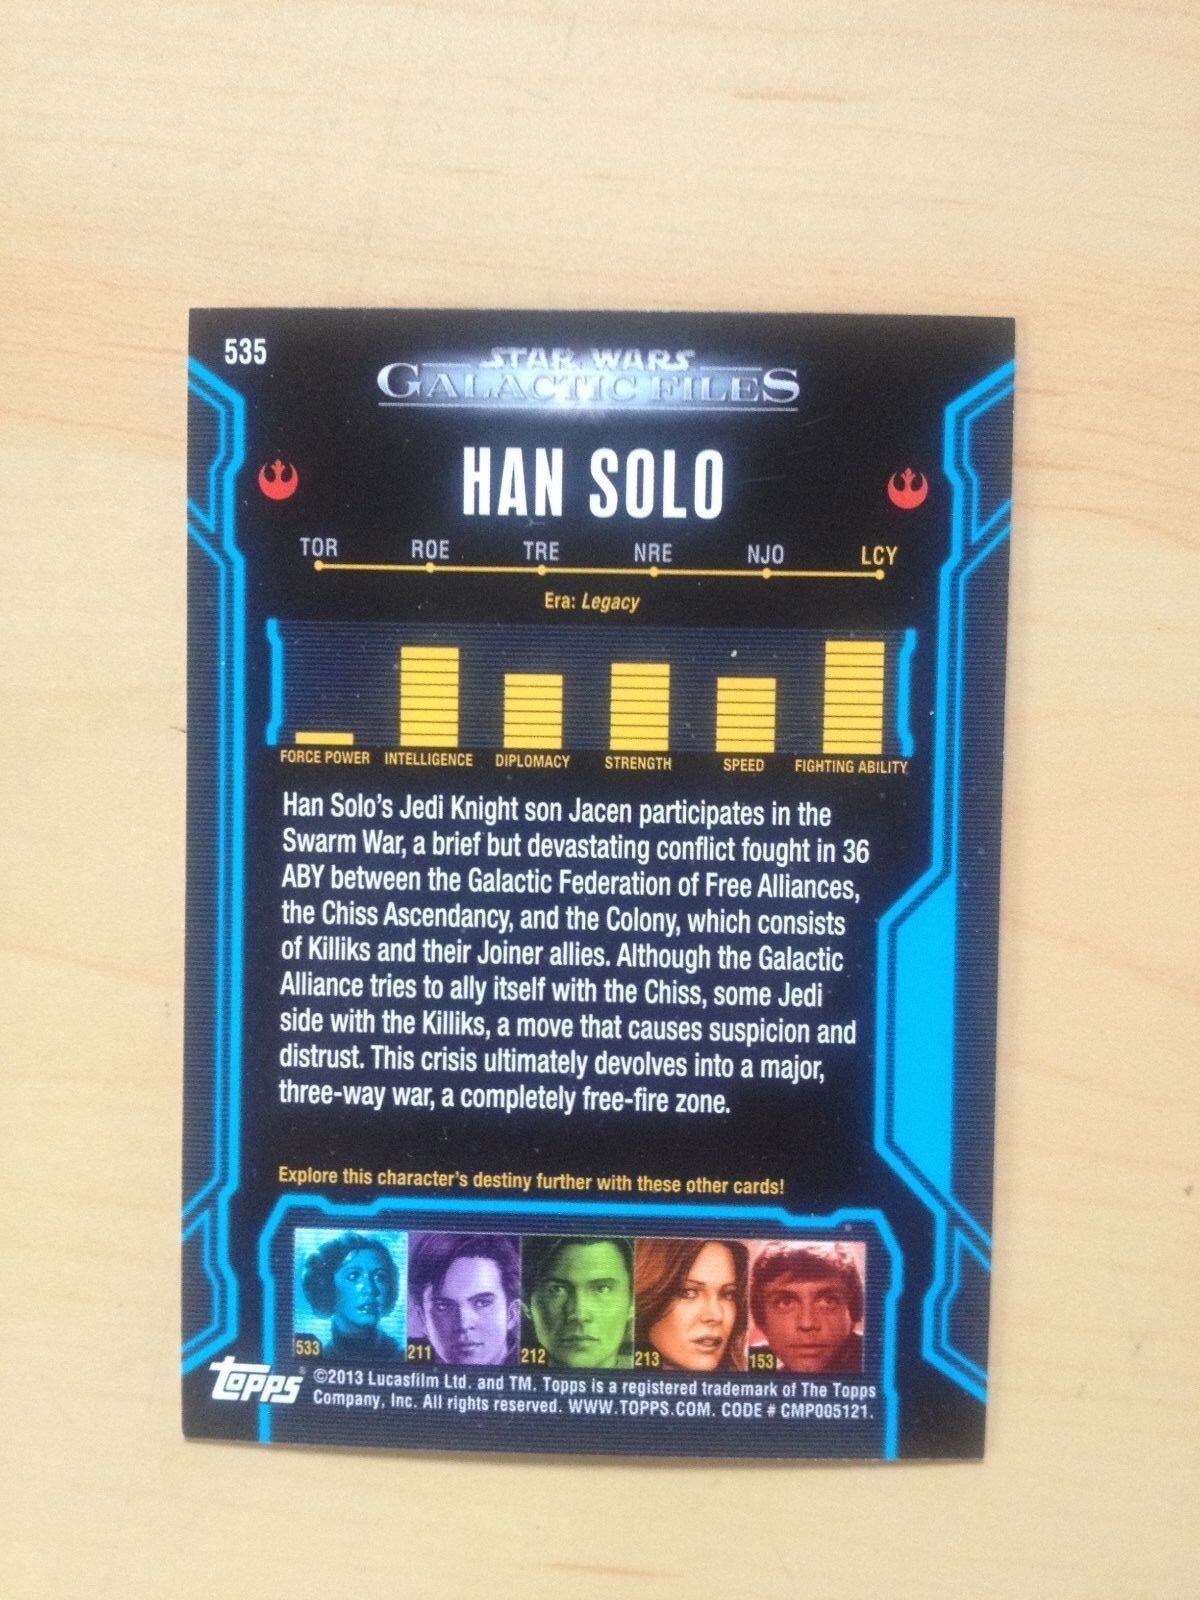 535
STAR WARS
GALACTIC FILES
HAN SOLO
TOR ROE TRE NRE NJO LCY
Era: Legacy
FORCE POWER INTELLIGENCE DIPLOMACY STRENGTH SPEED FIGHTING ABILITY
Han Solo's Jedi Knight son Jacen participates in the
Swarm War, a brief but devastating conflict fought in 36
ABY between the Galactic Federation of Free Alliances,
the Chiss Ascendancy, and the Colony, which consists
of Killiks and their Joiner allies. Although the Galactic
Alliance tries to ally itself with the Chiss, some Jedi
side with the Killiks, a move that causes suspicion and
distrust. This crisis ultimately devolves into a major,
three-way war, a completely free-fire zone.
Explore this character's destiny further with these other cards!
533 211 212 213 153
Topps® ©2013 Lucasfilm Ltd. and TM. Topps is a registered trademark of The Topps
Company, Inc. All rights reserved. WWW.TOPPS.COM. CODE # CMP005121.